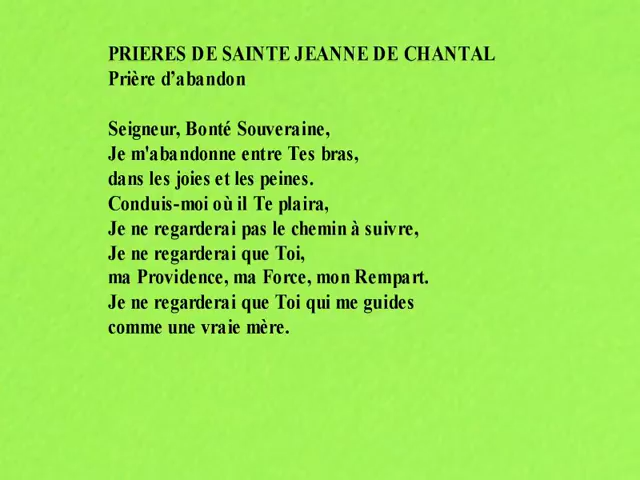 PRIERES DE SAINTE JEANNE DE CHANTAL
Prière d’abandon
Seigneur, Bonté Souveraine,
Je m'abandonne entre Tes bras,
dans les joies et les peines.
Conduis-moi où il Te plaira,
Je ne regarderai pas le chemin à suivre,
Je ne regarderai que Toi,
ma Providence, ma Force, mon Rempart.
Je ne regarderai que Toi qui me guides
comme une vraie mère.